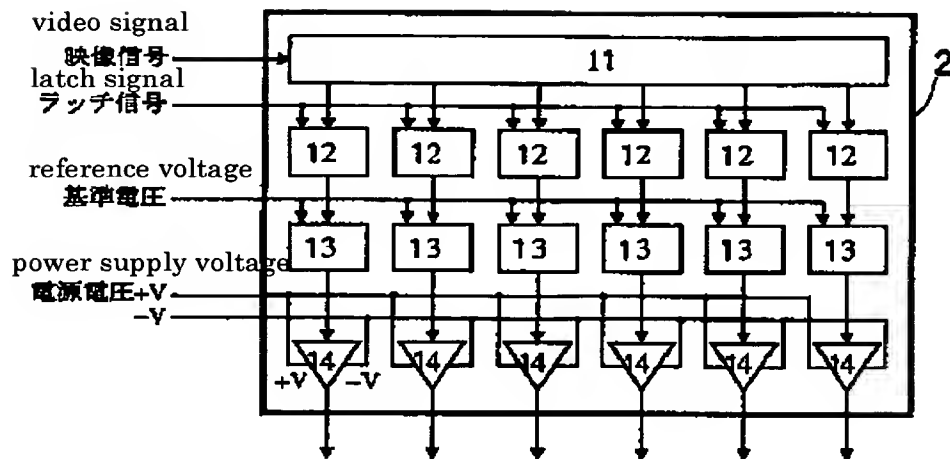 video signal
映像信号
11
2
latch signal
ラッチ信号
12 12 12 12 12 12
reference voltage
基準電圧
13 13 13 13 13 13
power supply voltage
電源電圧+V
−V
14 14 14 14 14 14
+V −V